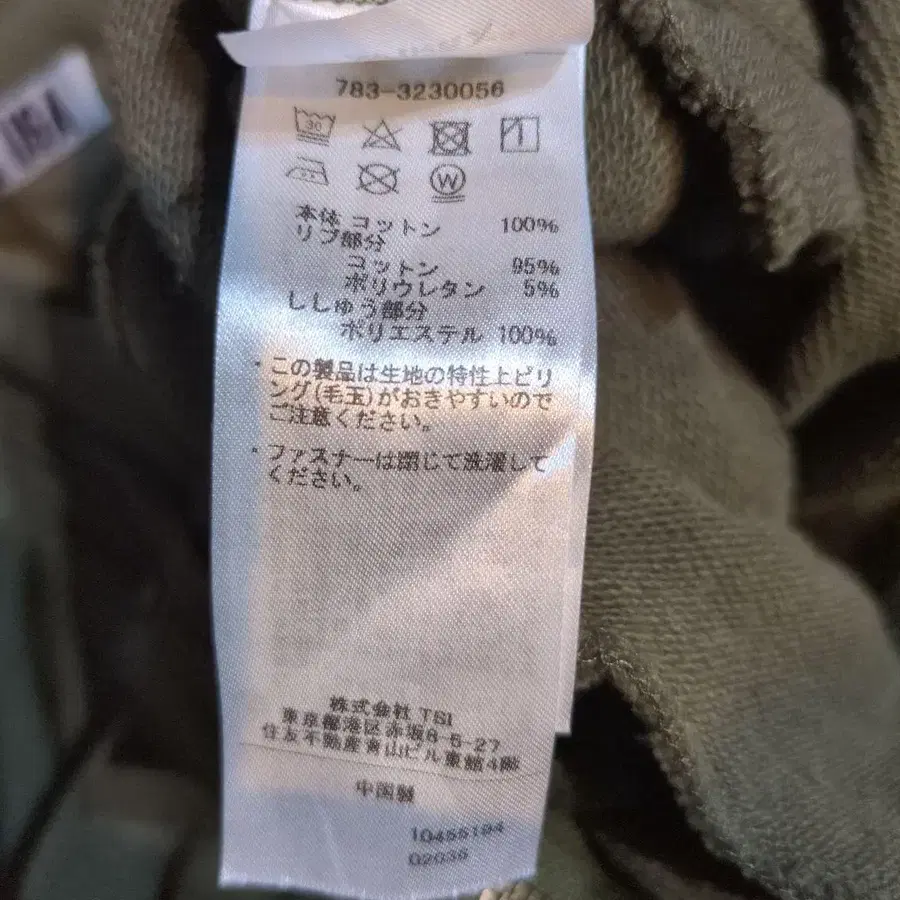 USA
783-3230056
30
W
本体 コットン 100%
リブ部分
コットン 95%
ポリウレタン 5%
ししゅう部分
ポリエステル 100%
・この製品は生地の特性上ピリ
ング(毛玉)がおきやすいので
ご注意ください。
・ファスナーは閉じて洗濯して
ください。
株式会社 TSI
東京都港区赤坂8-5-27
住友不動産青山ビル東館4階
中国製
10455194
02035